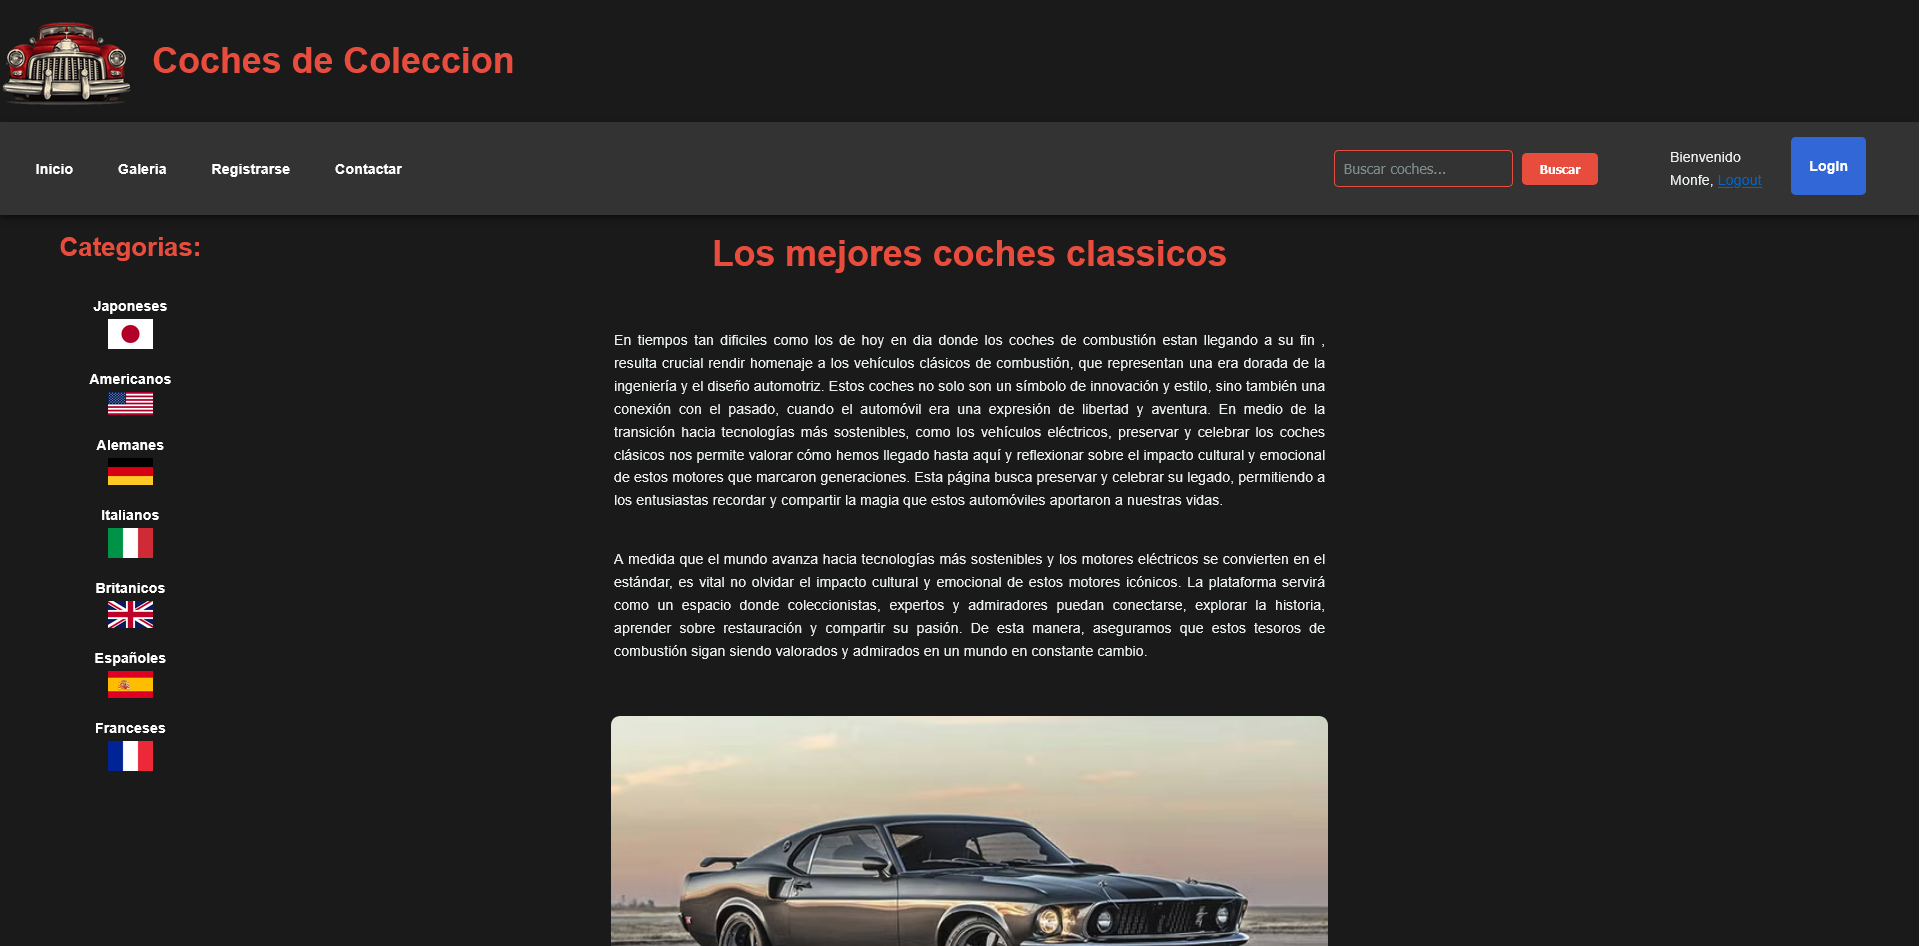 Coches de Coleccion
Inicio
Galeria
Registrarse
Contactar
Buscar coches...
Buscar
Bienvenido
Monfe, Logout
LogIn
Categorias:
Japoneses
Americanos
Alemanes
Italianos
Britanicos
Españoles
Franceses
Los mejores coches classicos
En tiempos tan dificiles como los de hoy en dia donde los coches de combustión estan llegando a su fin ,
resulta crucial rendir homenaje a los vehículos clásicos de combustión, que representan una era dorada de la
ingeniería y el diseño automotriz. Estos coches no solo son un símbolo de innovación y estilo, sino también una
conexión con el pasado, cuando el automóvil era una expresión de libertad y aventura. En medio de la
transición hacia tecnologías más sostenibles, como los vehículos eléctricos, preservar y celebrar los coches
clásicos nos permite valorar cómo hemos llegado hasta aquí y reflexionar sobre el impacto cultural y emocional
de estos motores que marcaron generaciones. Esta página busca preservar y celebrar su legado, permitiendo a
los entusiastas recordar y compartir la magia que estos automóviles aportaron a nuestras vidas.
A medida que el mundo avanza hacia tecnologías más sostenibles y los motores eléctricos se convierten en el
estándar, es vital no olvidar el impacto cultural y emocional de estos motores icónicos. La plataforma servirá
como un espacio donde coleccionistas, expertos y admiradores puedan conectarse, explorar la historia,
aprender sobre restauración y compartir su pasión. De esta manera, aseguramos que estos tesoros de
combustión sigan siendo valorados y admirados en un mundo en constante cambio.